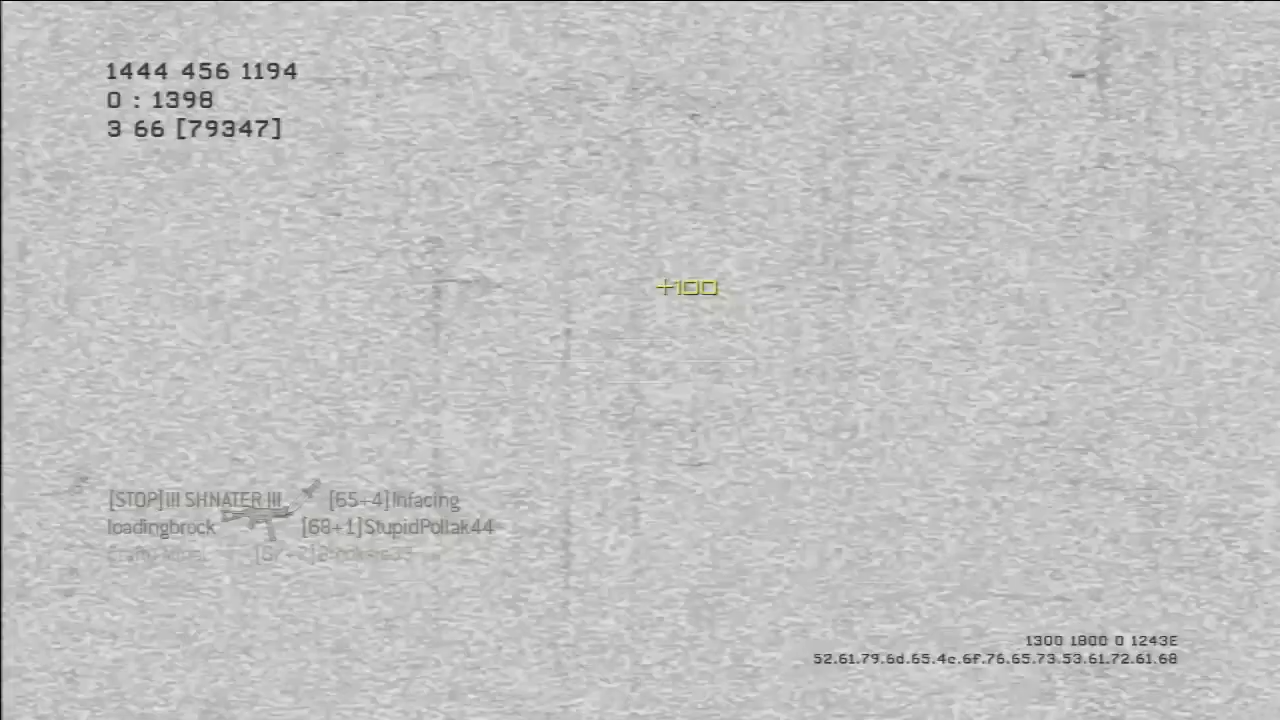 1444 456 1194
0 : 1398
3 66 [79347]
+100
[STOP]III SHNATER III [65+4]Infacing
loadingbrock [68+1]StupidPollak44
1300 1800 0 1243E
52.61.79.6d.65.4c.6f.76.65.73.53.61.72.61.68